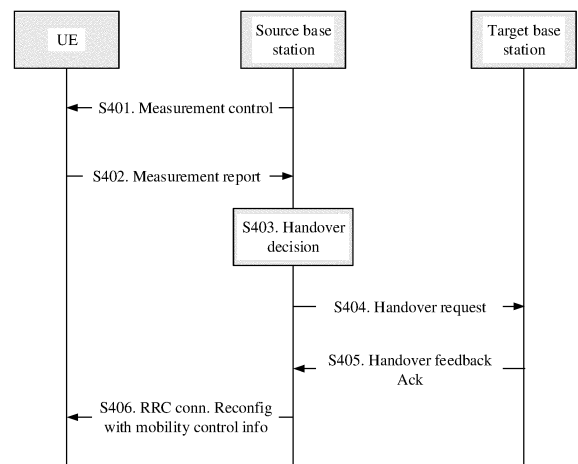 UE
Source base
station
Target base
station
S401. Measurement control
S402. Measurement report
S403. Handover
decision
S404. Handover request
S405. Handover feedback
Ack
S406. RRC conn. Reconfig
with mobility control info